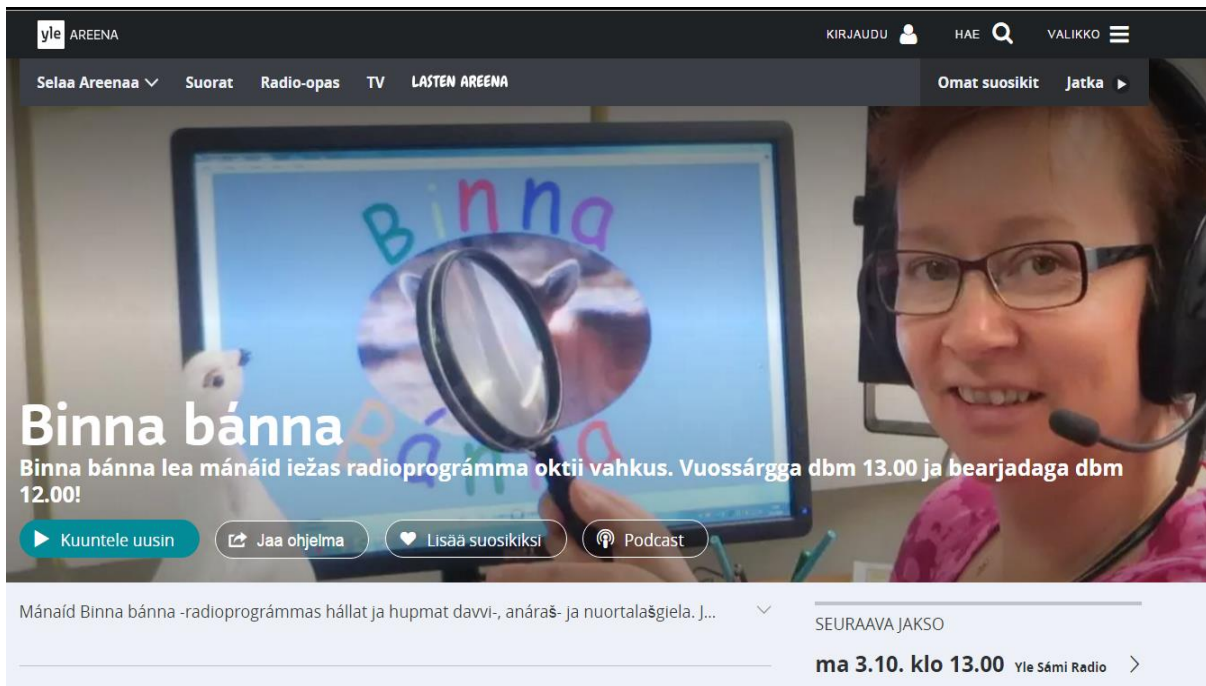 yle AREENA
KIRJAUDU HAE VALIKKO
Selaa Areenaa Suorat Radio-opas TV LASTEN AREENA Omat suosikit Jatka
Binna
Bánna
Binna bánna
Binna bánna lea mánáid iežas radioprográmma oktii vahkus. Vuossárgga dbm 13.00 ja bearjadaga dbm
12.00!
Kuuntele uusin Jaa ohjelma Lisää suosikiksi Podcast
Mánaíd Binna bánna -radioprográmmas hállat ja hupmat davvi-, anáraš- ja nuortalašgiela. J...
SEURAAVA JAKSO
ma 3.10. klo 13.00 Yle Sámi Radio